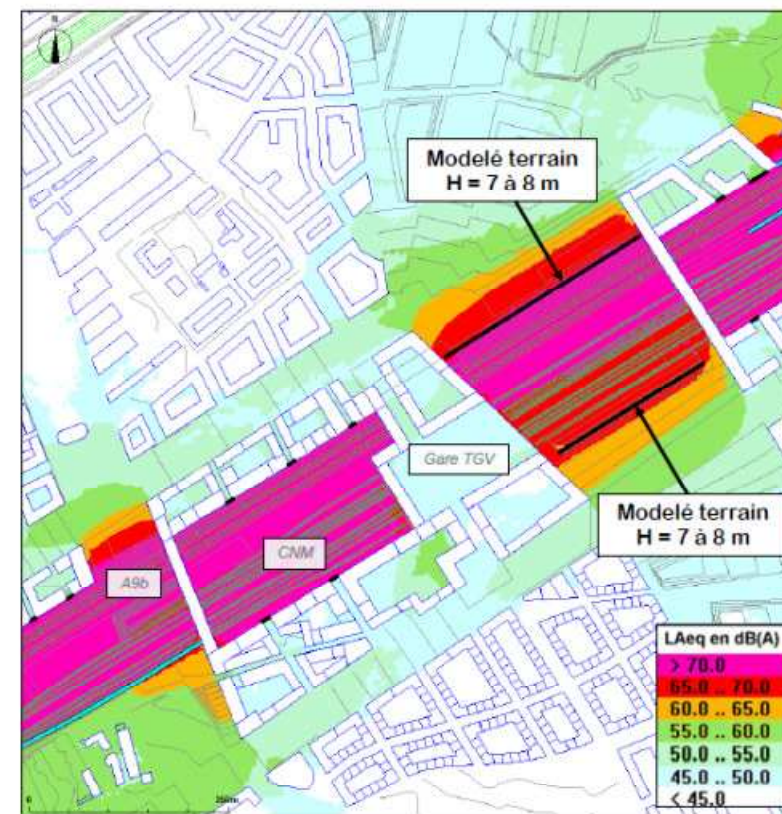 N
Modelé terrain
H = 7 à 8 m
Gare TGV
Modelé terrain
H = 7 à 8 m
CNM
A9b
LAeq en dB(A)
> 70.0
65.0 .. 70.0
60.0 .. 65.0
55.0 .. 60.0
50.0 .. 55.0
45.0 .. 50.0
< 45.0
0